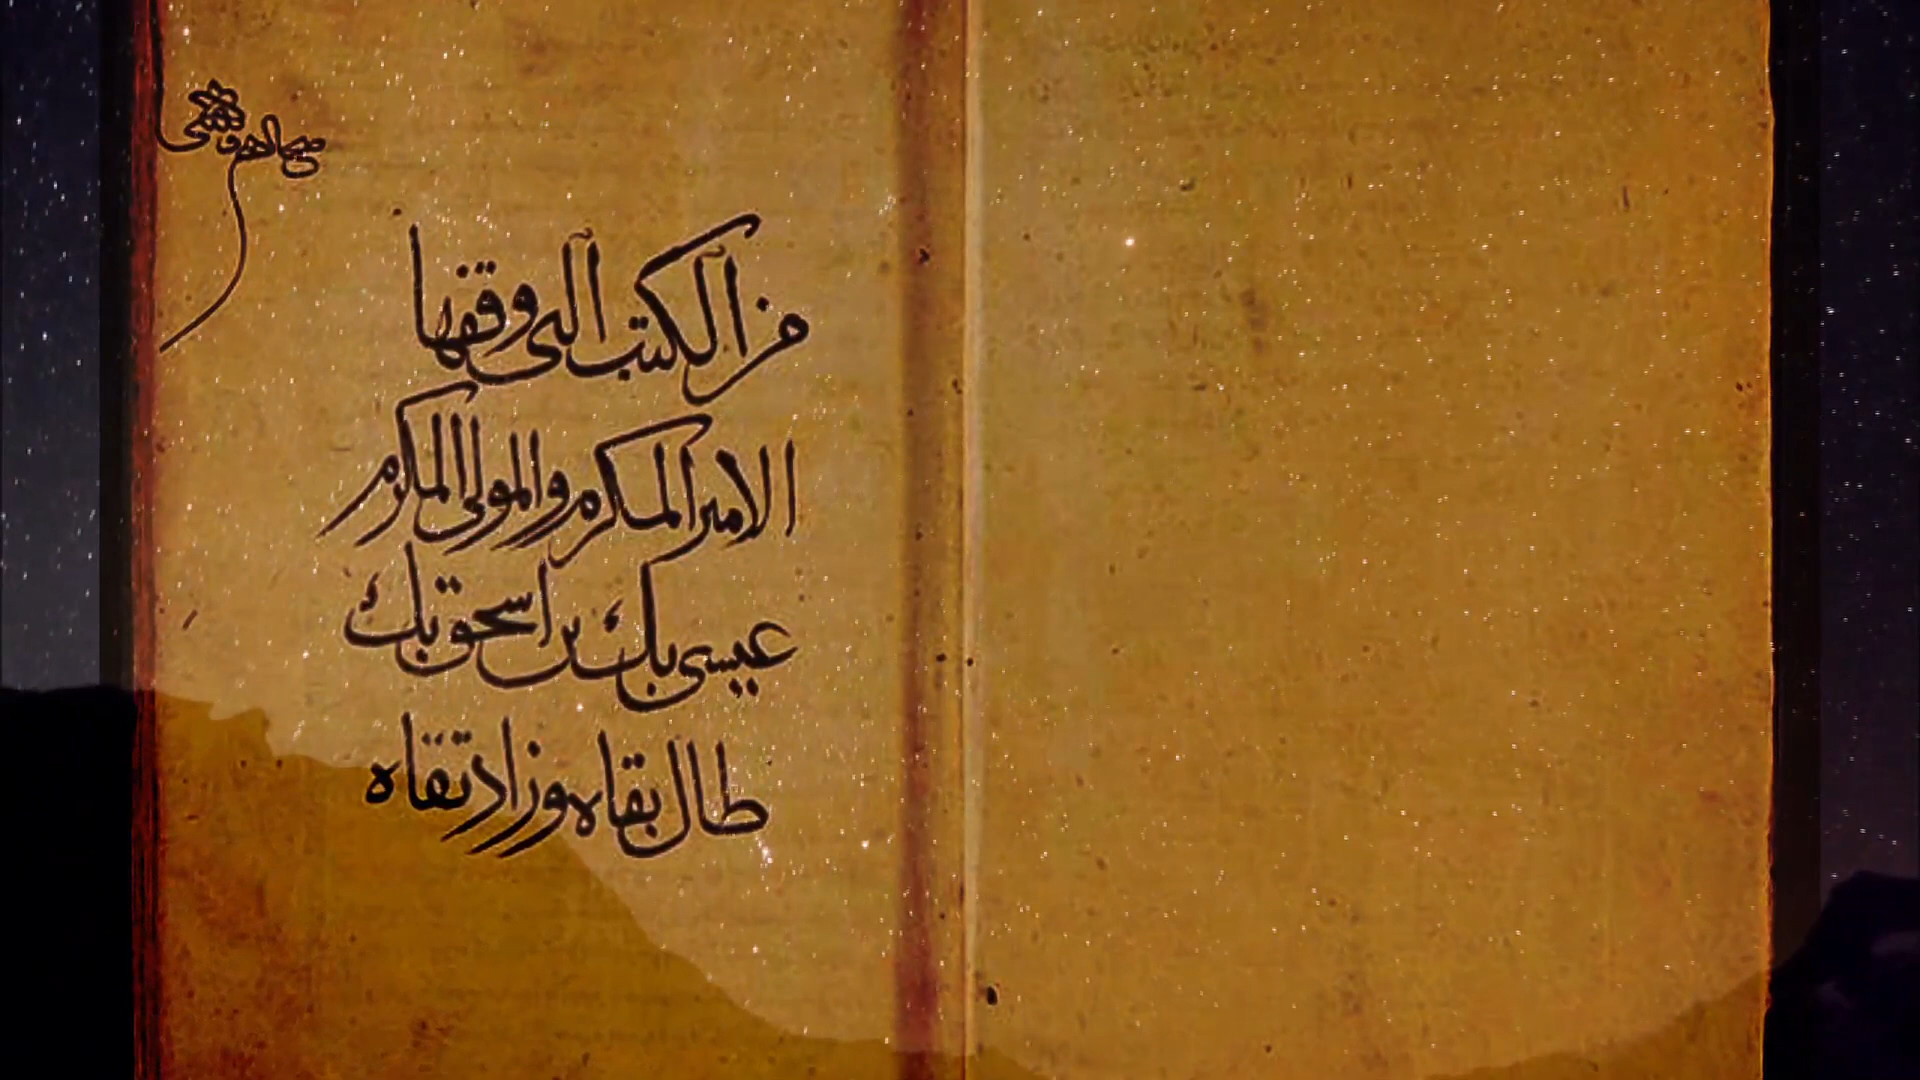 من الكتب التى وقفها
الامير المكرم والمولى المكرم
عيسى بك بن اسحق بك
طال بقاه وزاد تقاه